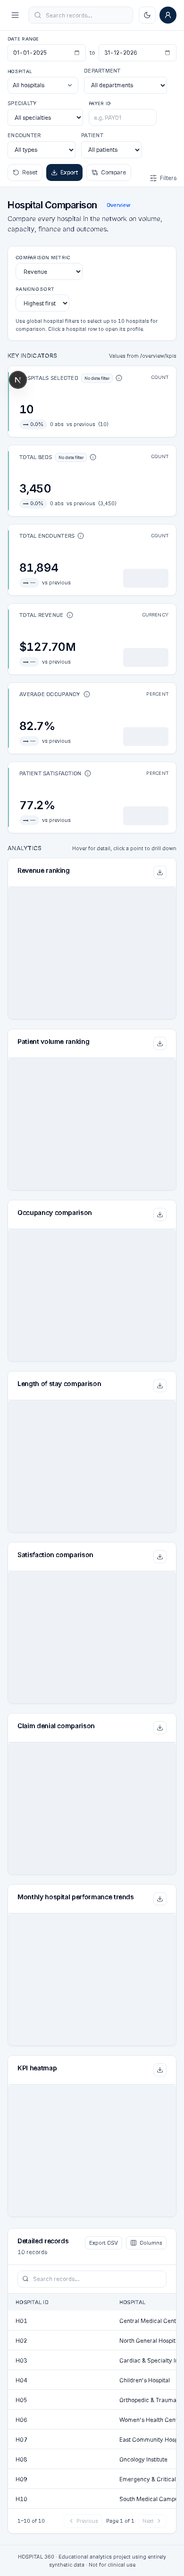 Search records...
DATE RANGE
01-01-2025 to 31-12-2026
HOSPITAL DEPARTMENT
All hospitals All departments
SPECIALTY PAYER ID
All specialties e.g. PAY01
ENCOUNTER PATIENT
All types All patients
Reset Export Compare
Filters
Hospital Comparison Overview
Compare every hospital in the network on volume,
capacity, finance and outcomes.
COMPARISON METRIC
Revenue
RANKING SORT
Highest first
Use global hospital filters to select up to 10 hospitals for
comparison. Click a hospital row to open its profile.
KEY INDICATORS Values from /overview/kpis
N
SPITALS SELECTED No date filter COUNT
10
0.0% 0 abs vs previous (10)
TOTAL BEDS No date filter COUNT
3,450
0.0% 0 abs vs previous (3,450)
TOTAL ENCOUNTERS COUNT
81,894
— vs previous
TOTAL REVENUE CURRENCY
$127.70M
— vs previous
AVERAGE OCCUPANCY PERCENT
82.7%
— vs previous
PATIENT SATISFACTION PERCENT
77.2%
— vs previous
ANALYTICS Hover for detail, click a point to drill down
Revenue ranking
Patient volume ranking
Occupancy comparison
Length of stay comparison
Satisfaction comparison
Claim denial comparison
Monthly hospital performance trends
KPI heatmap
Detailed records Export CSV Columns
10 records
Search records...
HOSPITAL ID HOSPITAL
H01 Central Medical Cent
H02 North General Hospit
H03 Cardiac & Specialty I
H04 Children's Hospital
H05 Orthopedic & Trauma
H06 Women's Health Cen
H07 East Community Hosp
H08 Oncology Institute
H09 Emergency & Critical
H10 South Medical Campu
1–10 of 10 Previous Page 1 of 1 Next
HOSPITAL 360 · Educational analytics project using entirely
synthetic data · Not for clinical use